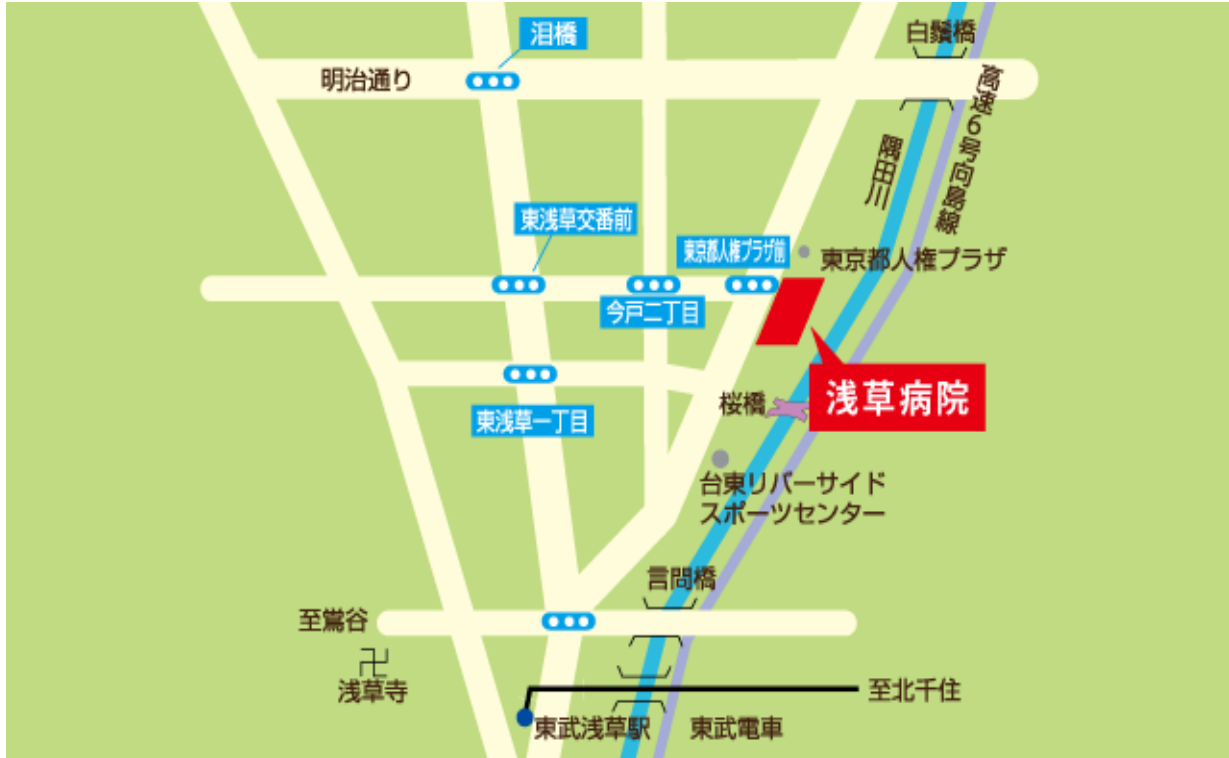 泪橋
白鬚橋
明治通り
高速6号向島線
隅田川
東浅草交番前
東京都人権プラザ前
東京都人権プラザ
今戸二丁目
浅草病院
桜橋
東浅草一丁目
台東リバーサイド
スポーツセンター
言問橋
至鶯谷
卍
浅草寺
至北千住
東武浅草駅
東武電車